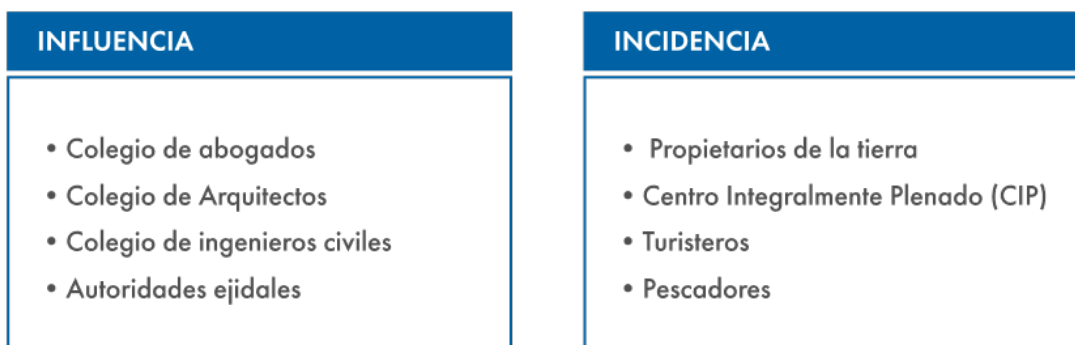 INFLUENCIA
• Colegio de abogados
• Colegio de Arquitectos
• Colegio de ingenieros civiles
• Autoridades ejidales
INCIDENCIA
• Propietarios de la tierra
• Centro Integralmente Plenado (CIP)
• Turisteros
• Pescadores